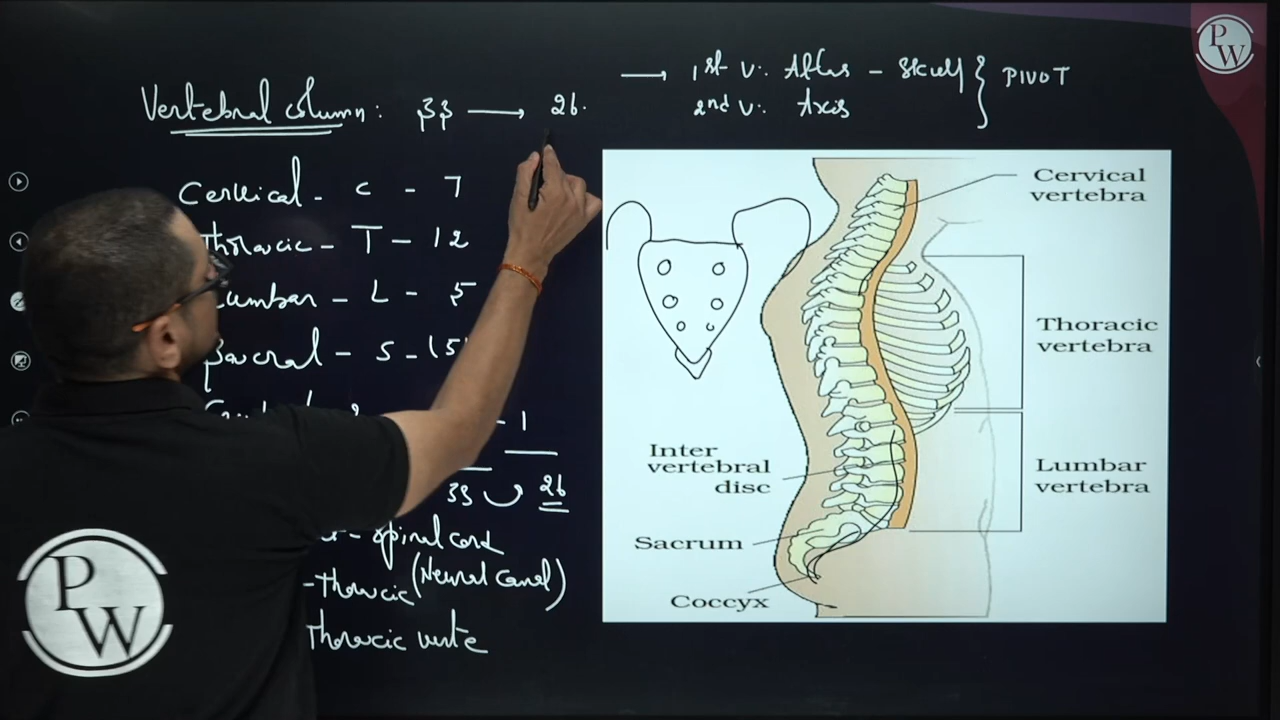 → 1st v: Atlas - Skull } PIVOT
2nd v: Axis
Vertebral column: 33 → 26.
Cervical - C - 7
Thoracic - T - 12
Lumbar - L - 5
Sacral - S - (5)
- 1
33 26
- Spinal cord
(Neural Canal)
- Thoracic
Thoracic verte
Cervical
vertebra
Thoracic
vertebra
Inter
vertebral
disc
Lumbar
vertebra
Sacrum
Coccyx
PW
PW